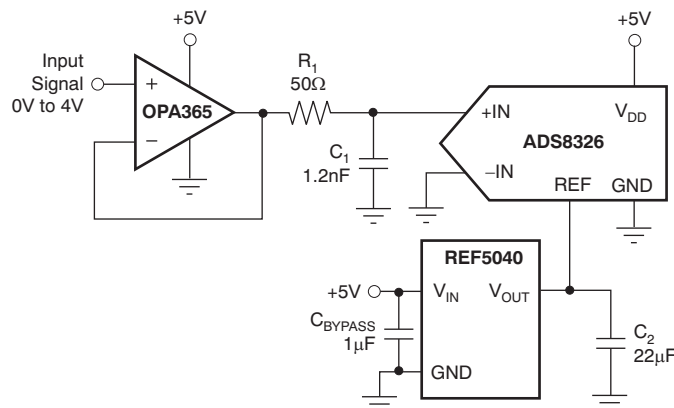 +5V
Input
Signal
0V to 4V
+
−
OPA365
R1
50Ω
C1
1.2nF
+5V
+IN
−IN
VDD
ADS8326
REF
GND
REF5040
+5V
VIN
VOUT
CBYPASS
1μF
GND
C2
22μF